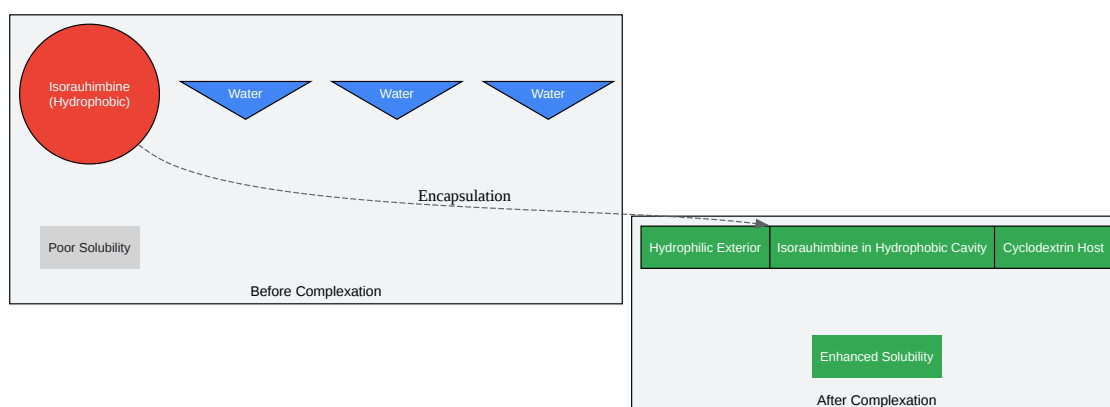 Isorauhimbine
(Hydrophobic)
Water
Water
Water
Encapsulation
Poor Solubility
Before Complexation
Hydrophilic Exterior
Isorauhimbine in Hydrophobic Cavity
Cyclodextrin Host
Enhanced Solubility
After Complexation